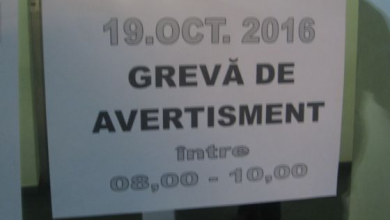 19.OCT. 2016
GREVĂ DE
AVERTISMENT
între
08,00 - 10,00